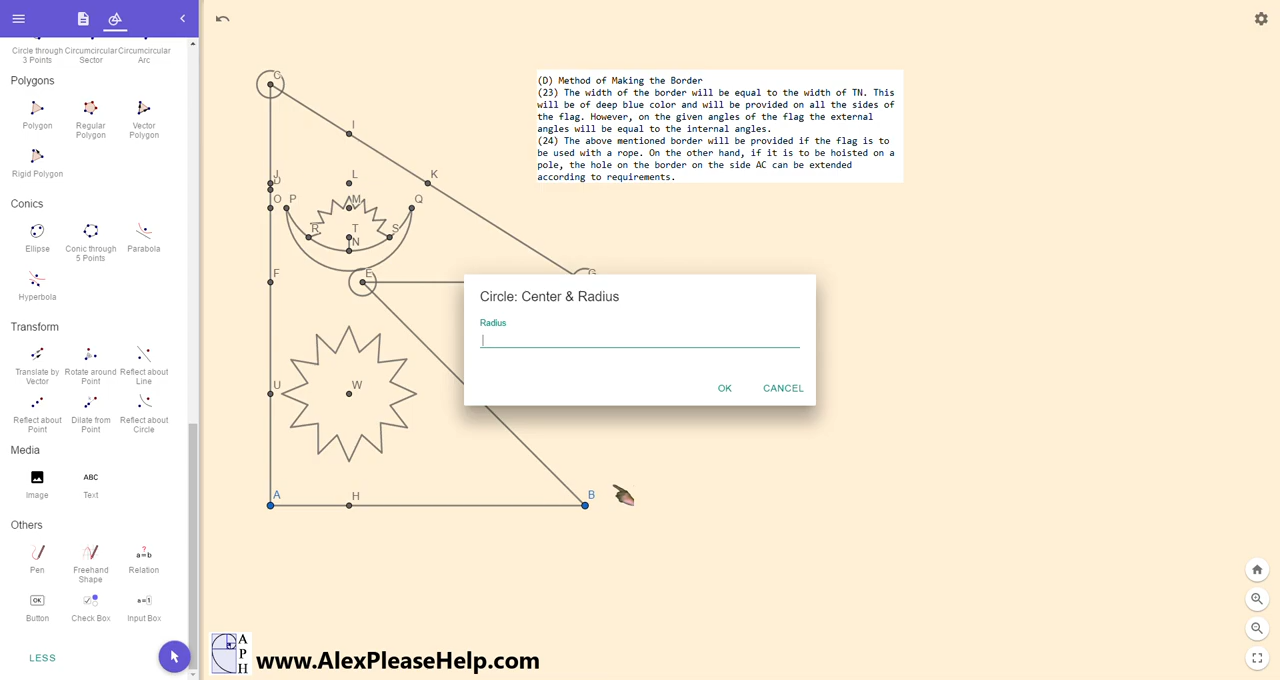 Circle through 3 Points
Circumcircular Sector
Circumcircular Arc
Polygons
Polygon
Regular Polygon
Vector Polygon
Rigid Polygon
Conics
Ellipse
Conic through 5 Points
Parabola
Hyperbola
Transform
Translate by Vector
Rotate around Point
Reflect about Line
Reflect about Point
Dilate from Point
Reflect about Circle
Media
Image
ABC
Text
Others
Pen
Freehand Shape
a=b
Relation
OK
Button
Check Box
a=1
Input Box
LESS
(D) Method of Making the Border
(23) The width of the border will be equal to the width of TN. This
will be of deep blue color and will be provided on all the sides of
the flag. However, on the given angles of the flag the external
angles will be equal to the internal angles.
(24) The above mentioned border will be provided if the flag is to
be used with a rope. On the other hand, if it is to be hoisted on a
pole, the hole on the border on the side AC can be extended
according to requirements.
C
I
J
D
L
K
O
P
M
Q
R
T
S
N
F
E
G
U
W
A
H
B
Circle: Center & Radius
Radius
OK
CANCEL
A
P
H
www.AlexPleaseHelp.com